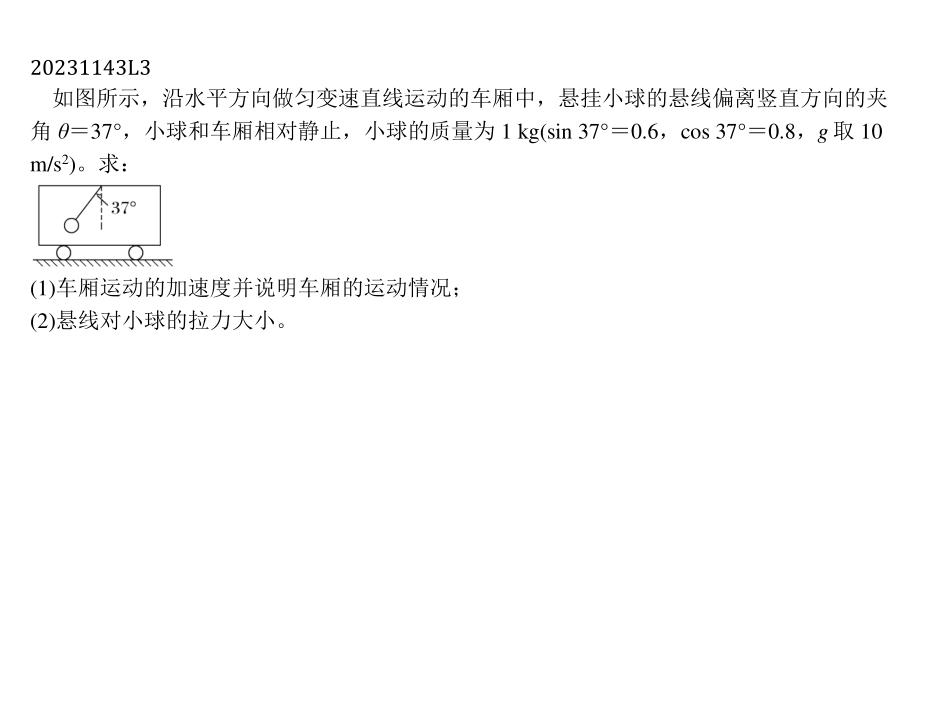 20231143L3
如图所示，沿水平方向做匀变速直线运动的车厢中，悬挂小球的悬线偏离竖直方向的夹
角 θ＝37°，小球和车厢相对静止，小球的质量为 1 kg(sin 37°＝0.6，cos 37°＝0.8，g 取 10
m/s²)。求：
37°
(1)车厢运动的加速度并说明车厢的运动情况；
(2)悬线对小球的拉力大小。